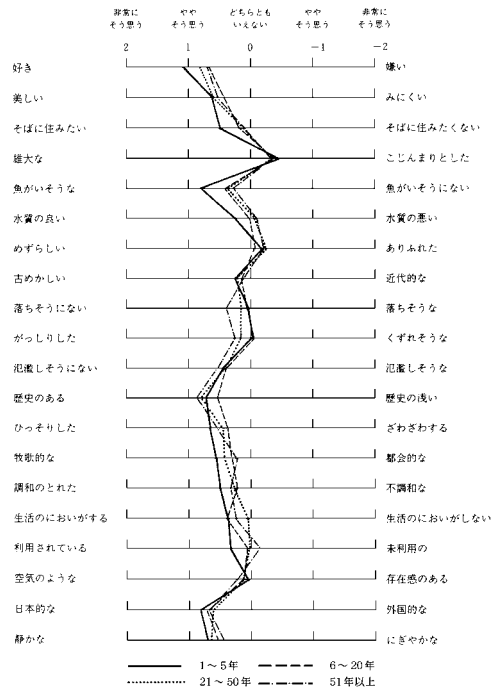 非常に やや どちらとも やや 非常に
そう思う そう思う いえない そう思う そう思う
2 1 0 −1 −2
好き 嫌い
美しい みにくい
そばに住みたい そばに住みたくない
雄大な こじんまりとした
魚がいそうな 魚がいそうにない
水質の良い 水質の悪い
めずらしい ありふれた
古めかしい 近代的な
落ちそうにない 落ちそうな
がっしりした くずれそうな
氾濫しそうにない 氾濫しそうな
歴史のある 歴史の浅い
ひっそりした ざわざわする
牧歌的な 都会的な
調和のとれた 不調和な
生活のにおいがする 生活のにおいがしない
利用されている 未利用の
空気のような 存在感のある
日本的な 外国的な
静かな にぎやかな
1〜5年 6〜20年
21〜50年 51年以上